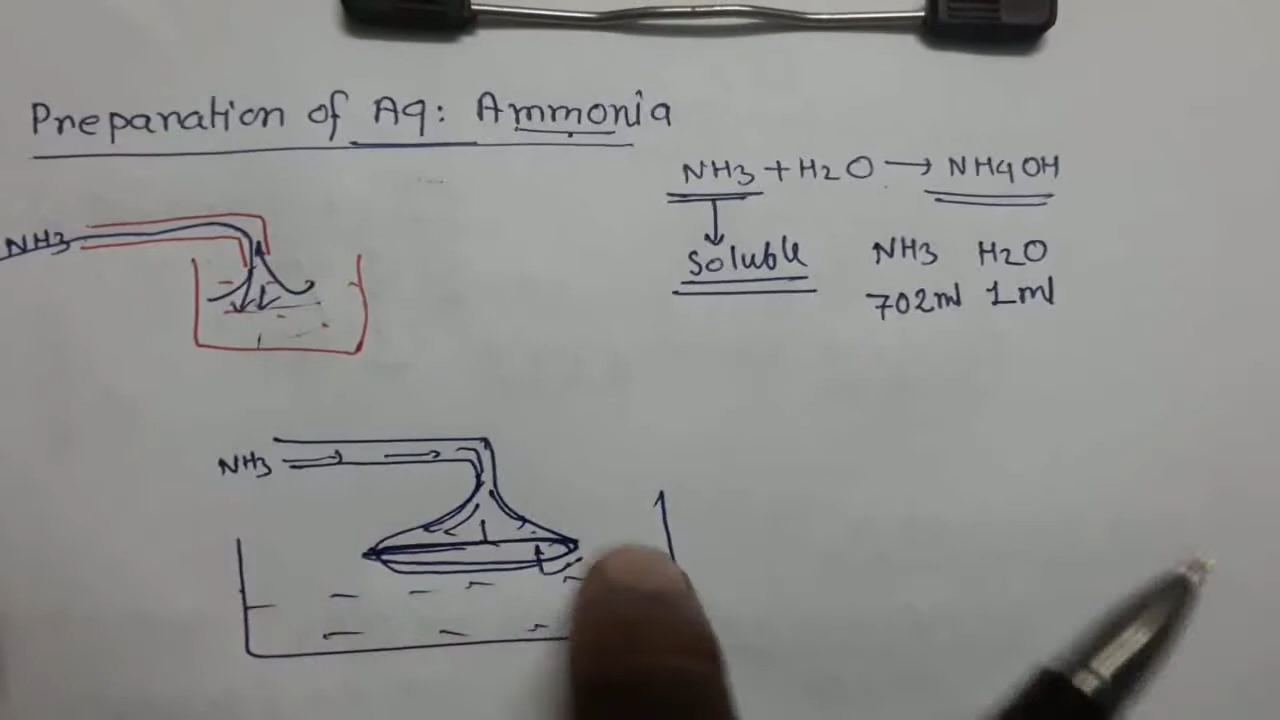 Preparation of Aq: Ammonia
NH3 + H2O → NH4OH
NH3
Soluble
NH3 H2O
702ml 1ml
NH3